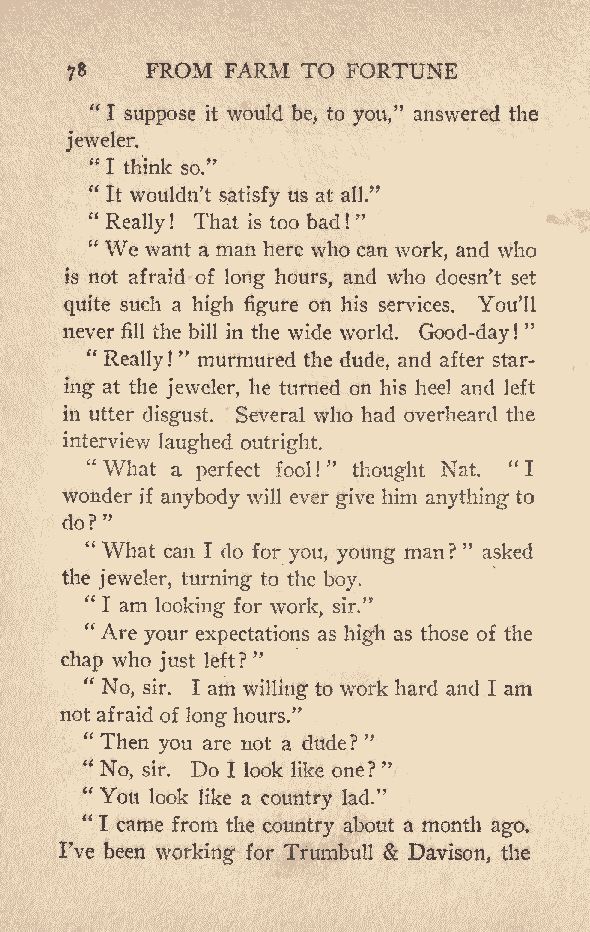 78 FROM FARM TO FORTUNE
“ I suppose it would be, to you,” answered the
jeweler.
“ I think so.”
“ It wouldn’t satisfy us at all.”
“ Really! That is too bad! ”
“ We want a man here who can work, and who
is not afraid of long hours, and who doesn’t set
quite such a high figure on his services. You’ll
never fill the bill in the wide world. Good-day! ”
“ Really! ” murmured the dude, and after star-
ing at the jeweler, he turned on his heel and left
in utter disgust. Several who had overheard the
interview laughed outright.
“ What a perfect fool! ” thought Nat. “ I
wonder if anybody will ever give him anything to
do? ”
“ What can I do for you, young man? ” asked
the jeweler, turning to the boy.
“ I am looking for work, sir.”
“ Are your expectations as high as those of the
chap who just left? ”
“ No, sir. I am willing to work hard and I am
not afraid of long hours.”
“ Then you are not a dude? ”
“ No, sir. Do I look like one? ”
“ You look like a country lad.”
“ I came from the country about a month ago.
I’ve been working for Trumbull & Davison, the